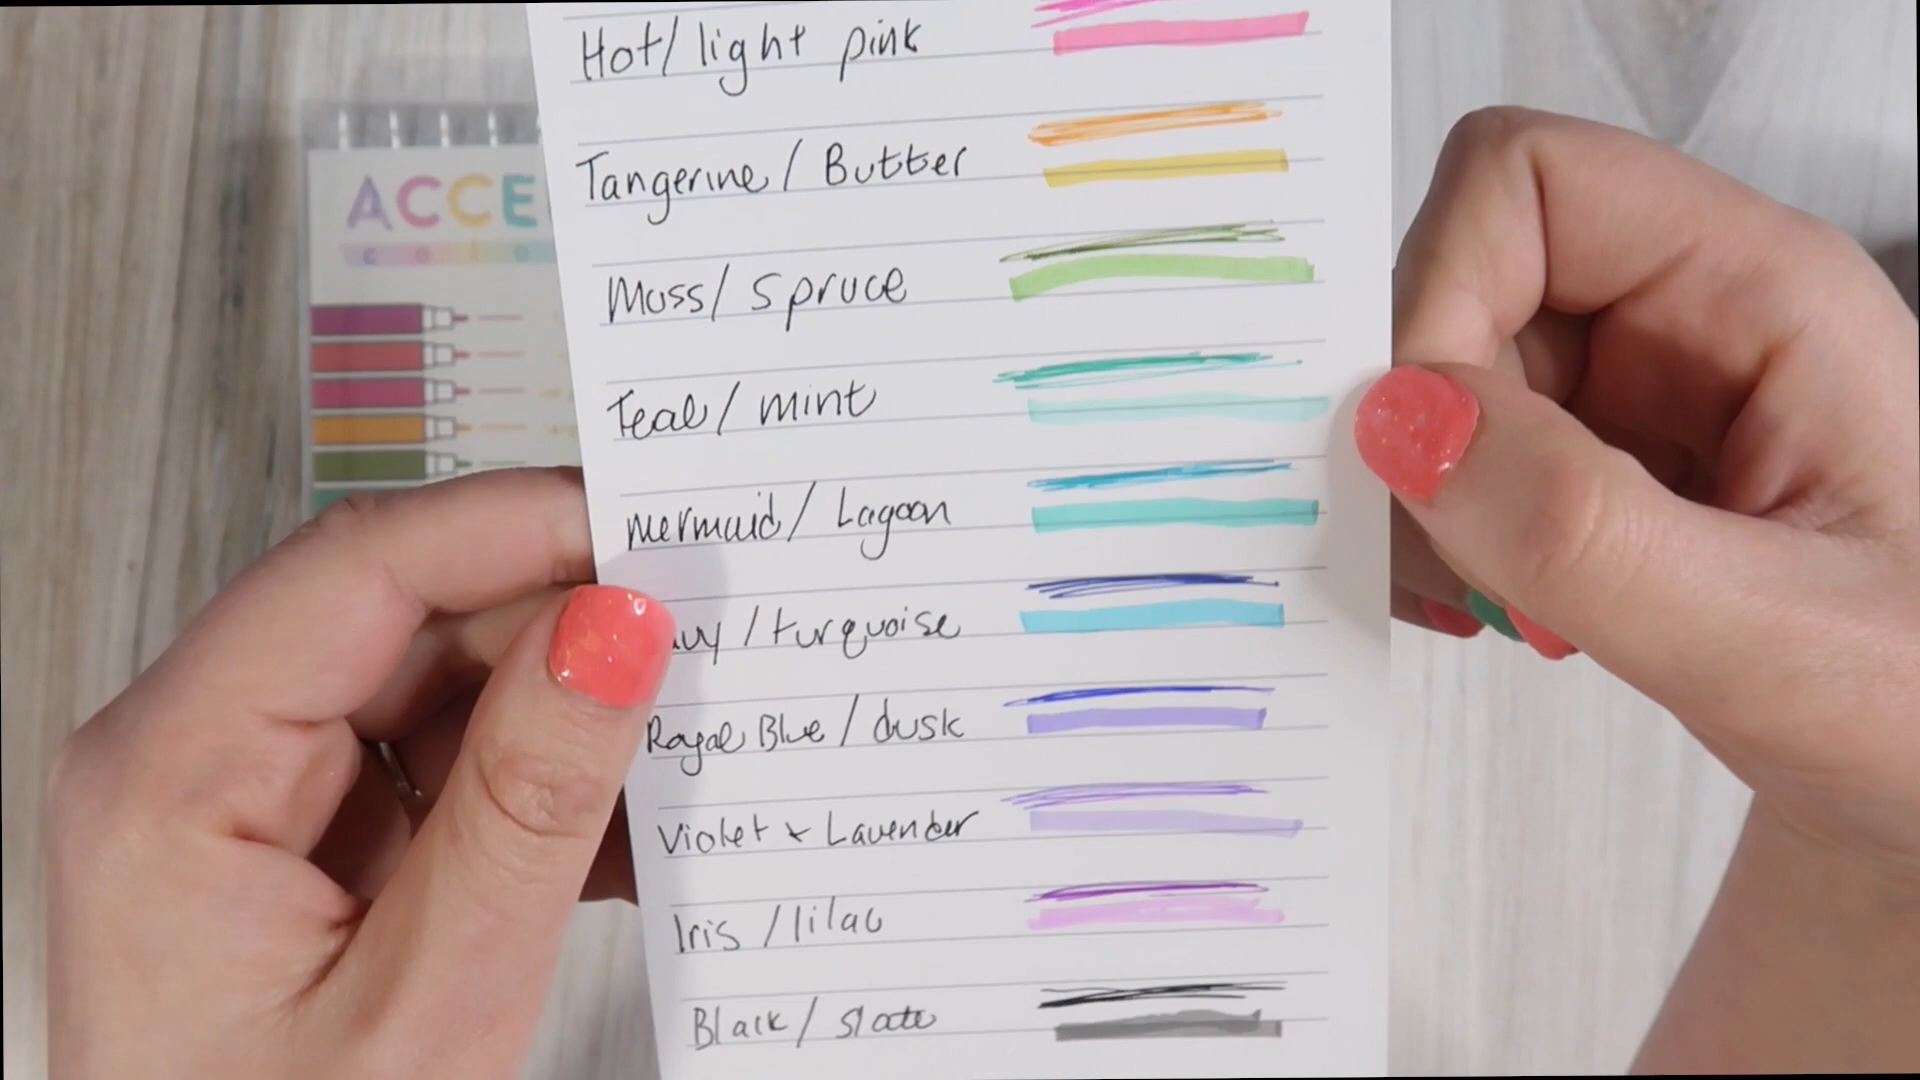 Hot/ light pink
Tangerine / Butter
Moss/ Spruce
Teal / mint
Mermaid / Lagoon
/ turquoise
Royal Blue / dusk
Violet + Lavender
Iris / lilac
Black / slate
ACCE
c o l o